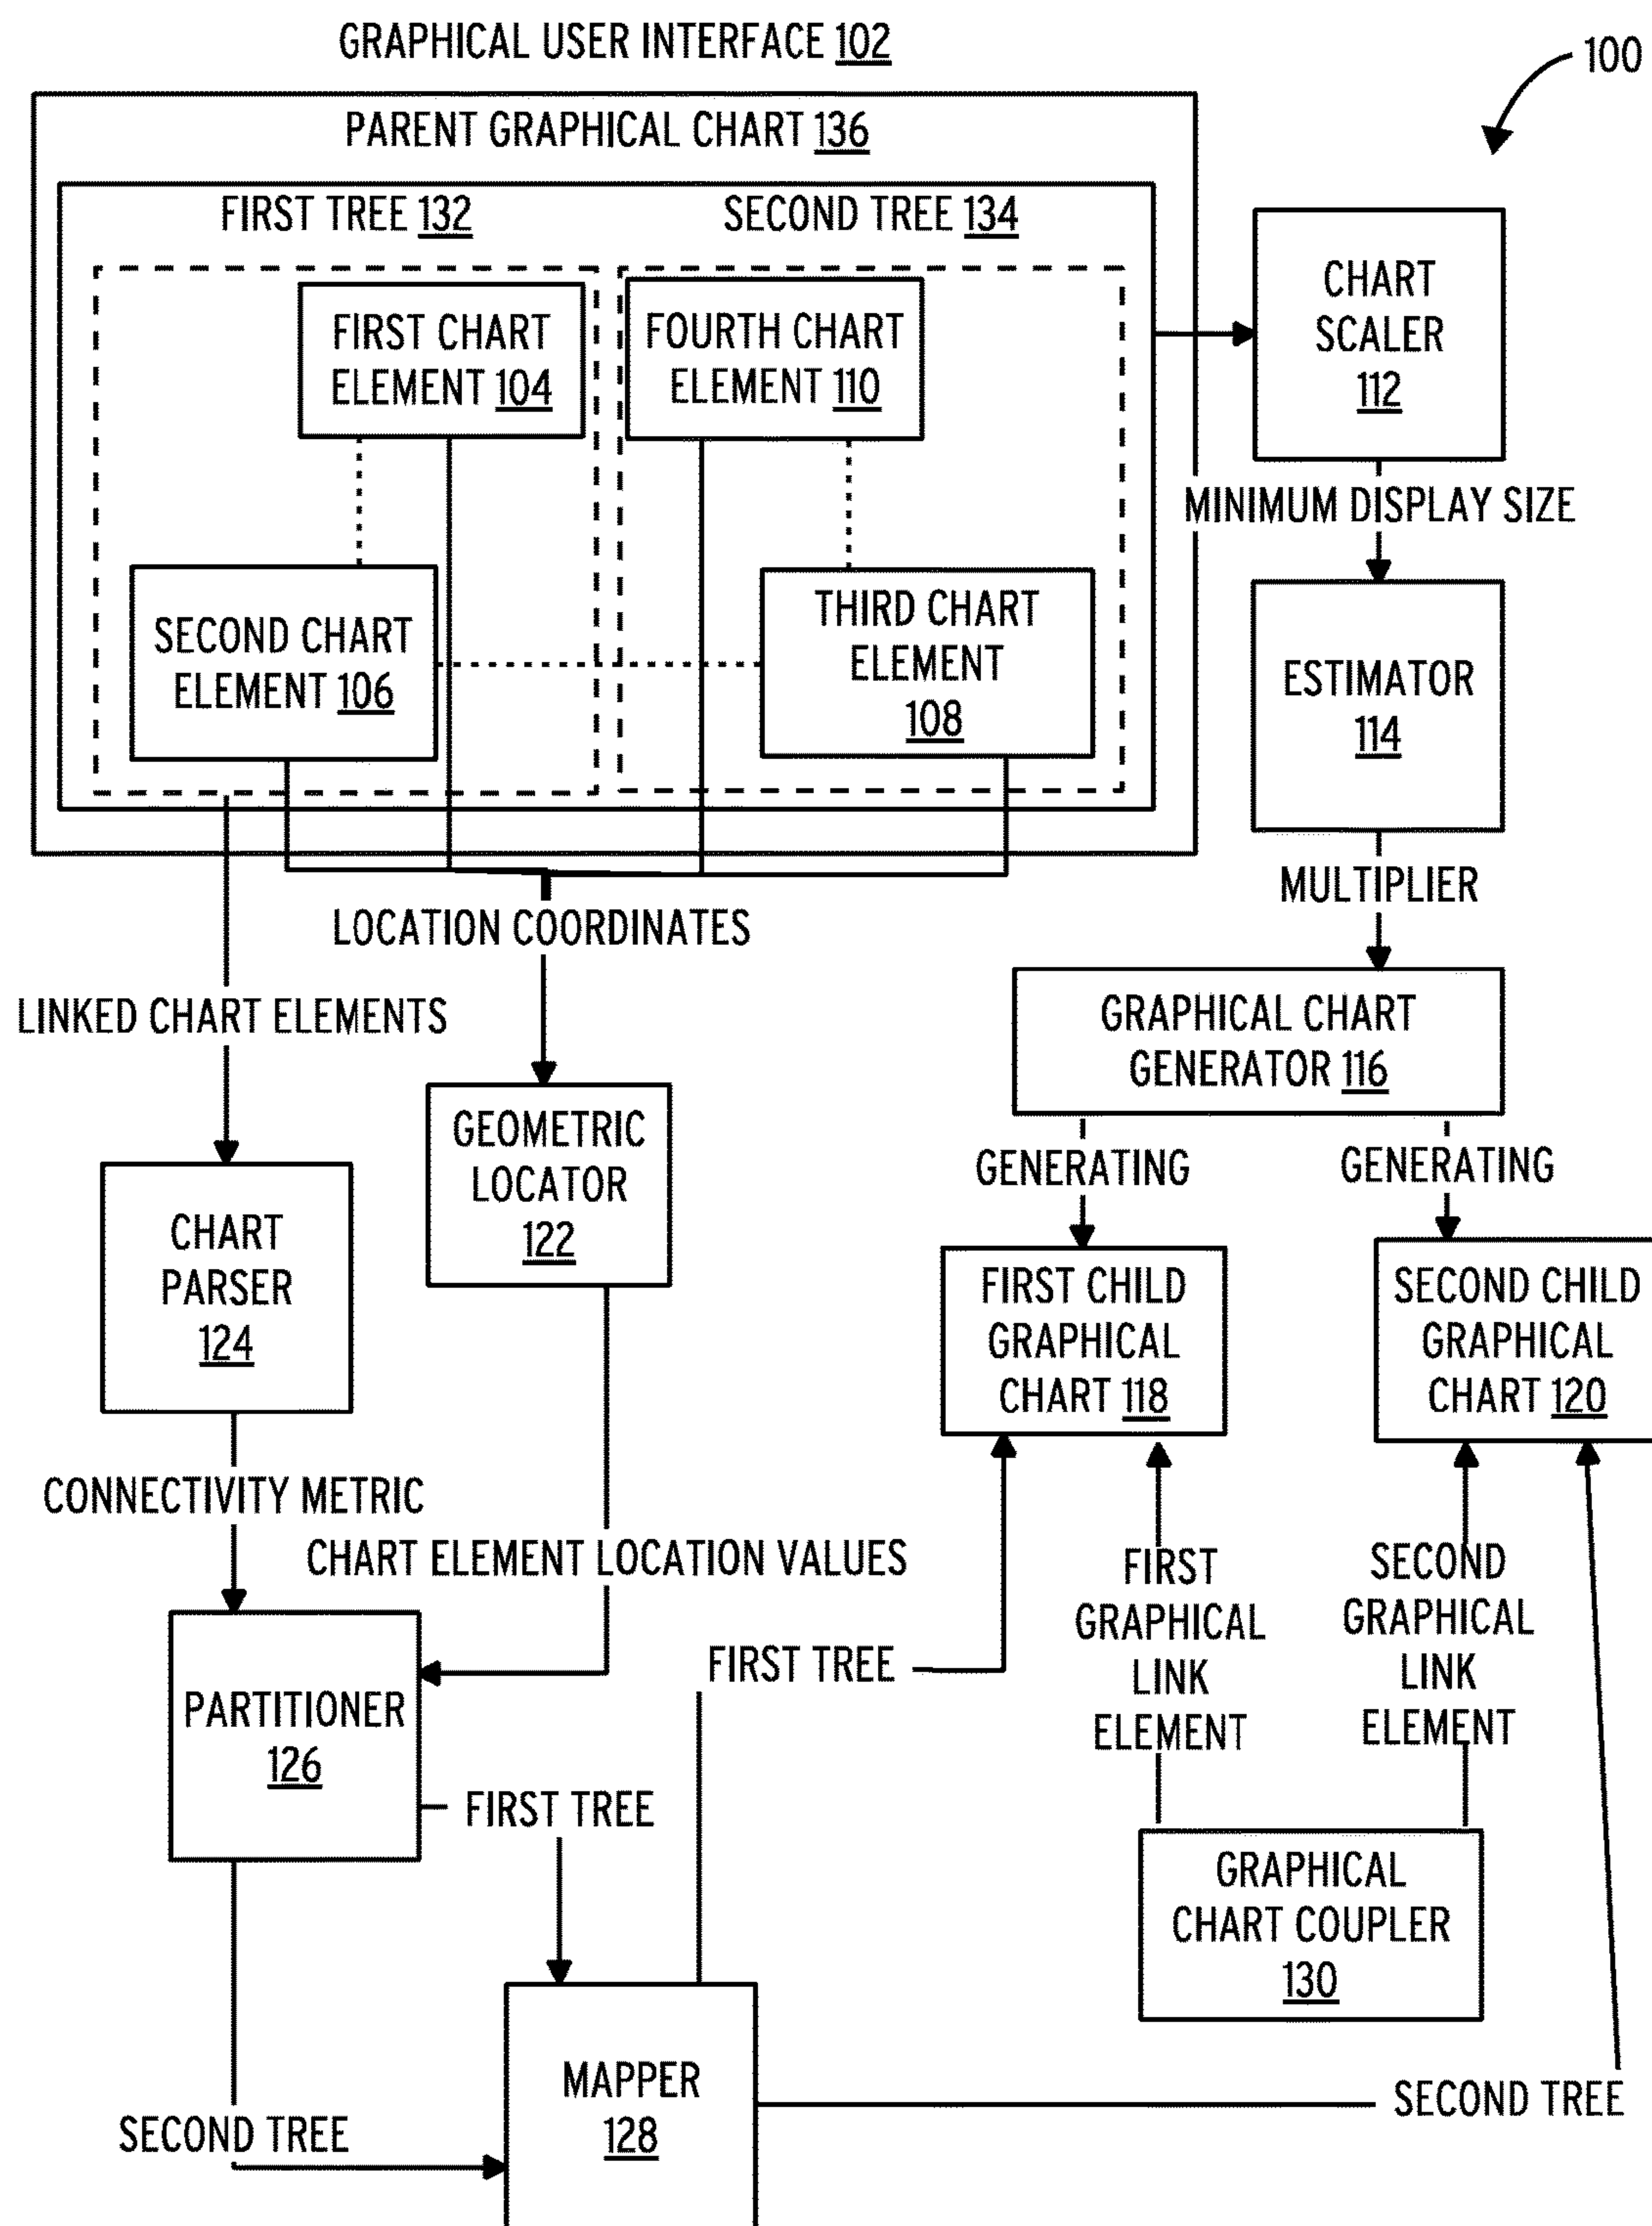 GRAPHICAL USER INTERFACE 102
100
PARENT GRAPHICAL CHART 136
FIRST TREE 132
SECOND TREE 134
FIRST CHART
ELEMENT 104
FOURTH CHART
ELEMENT 110
CHART
SCALER
112
MINIMUM DISPLAY SIZE
SECOND CHART
ELEMENT 106
THIRD CHART
ELEMENT
108
ESTIMATOR
114
MULTIPLIER
LOCATION COORDINATES
LINKED CHART ELEMENTS
GRAPHICAL CHART
GENERATOR 116
GEOMETRIC
LOCATOR
122
GENERATING
GENERATING
CHART
PARSER
124
FIRST CHILD
GRAPHICAL
CHART 118
SECOND CHILD
GRAPHICAL
CHART 120
CONNECTIVITY METRIC
CHART ELEMENT LOCATION VALUES
FIRST
GRAPHICAL
LINK
ELEMENT
SECOND
GRAPHICAL
LINK
ELEMENT
FIRST TREE
PARTITIONER
126
FIRST TREE
GRAPHICAL
CHART COUPLER
130
MAPPER
128
SECOND TREE
SECOND TREE